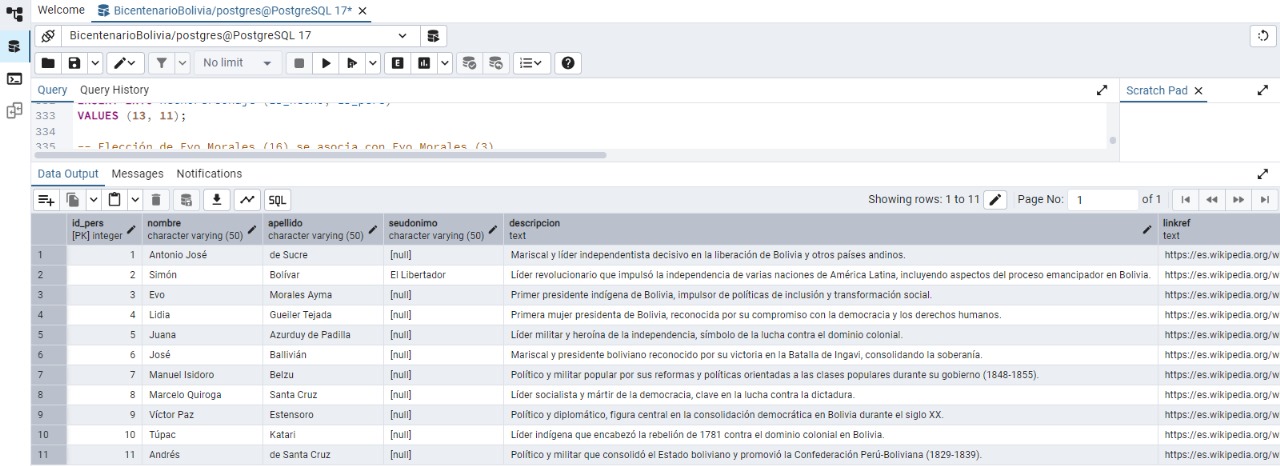 Welcome BicentenarioBolivia/postgres@PostgreSQL 17*
BicentenarioBolivia/postgres@PostgreSQL 17
No limit
Query Query History Scratch Pad
333 VALUES (13, 11);
334
335 -- Elección de Evo Morales (16) se asocia con Evo Morales (3)
Data Output Messages Notifications
SQL Showing rows: 1 to 11 Page No: 1 of 1
id_pers nombre apellido seudonimo descripcion linkref
[PK] integer character varying (50) character varying (50) character varying (50) text text
1 1 Antonio José de Sucre [null] Mariscal y líder independentista decisivo en la liberación de Bolivia y otros países andinos. https://es.wikipedia.org/w
2 2 Simón Bolívar El Libertador Líder revolucionario que impulsó la independencia de varias naciones de América Latina, incluyendo aspectos del proceso emancipador en Bolivia. https://es.wikipedia.org/w
3 3 Evo Morales Ayma [null] Primer presidente indígena de Bolivia, impulsor de políticas de inclusión y transformación social. https://es.wikipedia.org/w
4 4 Lidia Gueiler Tejada [null] Primera mujer presidenta de Bolivia, reconocida por su compromiso con la democracia y los derechos humanos. https://es.wikipedia.org/w
5 5 Juana Azurduy de Padilla [null] Líder militar y heroína de la independencia, símbolo de la lucha contra el dominio colonial. https://es.wikipedia.org/w
6 6 José Ballivián [null] Mariscal y presidente boliviano reconocido por su victoria en la Batalla de Ingavi, consolidando la soberanía. https://es.wikipedia.org/w
7 7 Manuel Isidoro Belzu [null] Político y militar popular por sus reformas y políticas orientadas a las clases populares durante su gobierno (1848-1855). https://es.wikipedia.org/w
8 8 Marcelo Quiroga Santa Cruz [null] Líder socialista y mártir de la democracia, clave en la lucha contra la dictadura. https://es.wikipedia.org/w
9 9 Víctor Paz Estensoro [null] Político y diplomático, figura central en la consolidación democrática en Bolivia durante el siglo XX. https://es.wikipedia.org/w
10 10 Túpac Katari [null] Líder indígena que encabezó la rebelión de 1781 contra el dominio colonial en Bolivia. https://es.wikipedia.org/w
11 11 Andrés de Santa Cruz [null] Político y militar que consolidó el Estado boliviano y promovió la Confederación Perú-Boliviana (1829-1839). https://es.wikipedia.org/w